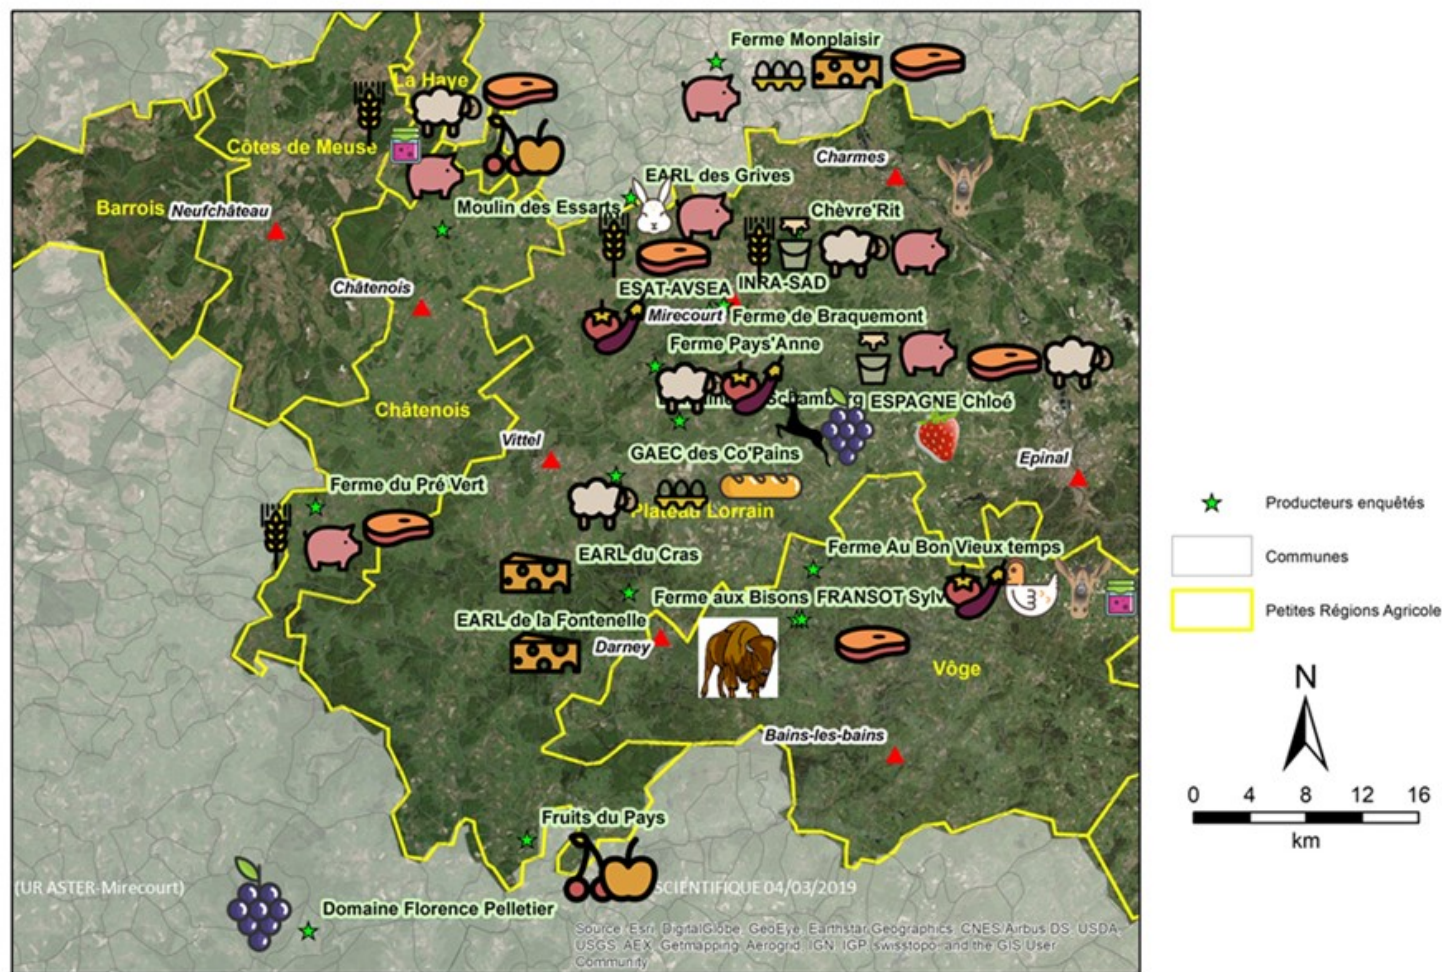 Ferme Monplaisir
La Haye
Charmes
Côtes de Meuse
EARL des Grives
Barrois
Neufchâteau
Moulin des Essarts
Chèvre'Rit
Châtenois
ESAT-AVSEA
INRA-SAD
Mirecourt
Ferme de Braquemont
Ferme Pays'Anne
ESPAGNE Chloé
Châtenois
Vittel
GAEC des Co'Pains
Epinal
Ferme du Pré Vert
Plateau Lorrain
Producteurs enquêtés
EARL du Cras
Ferme Au Bon Vieux temps
Communes
Ferme aux Bisons
FRANSOT
EARL de la Fontenelle
Petites Régions Agricole
Darney
Vôge
N
Bains-les-bains
0 4 8 12 16
km
Fruits du Pays
(UR ASTER-Mirecourt)
SCIENTIFIQUE 04/03/2019
Domaine Florence Pelletier
Source: Esri, DigitalGlobe, GeoEye, Earthstar Geographics, CNES/Airbus DS, USDA,
USGS, AEX, Getmapping, Aerogrid, IGN, IGP, swisstopo, and the GIS User
Community